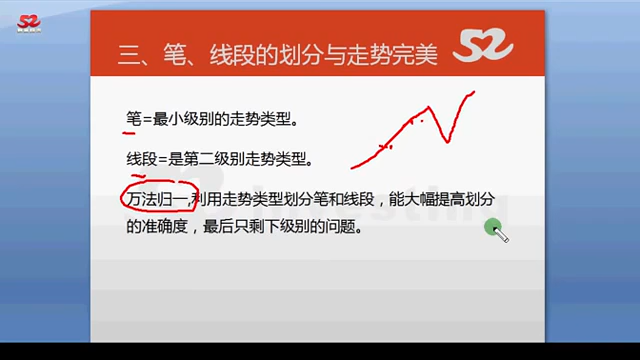 52
三、笔、线段的划分与走势完美
52
笔=最小级别的走势类型。
线段=是第二级别走势类型。
万法归一,利用走势类型划分笔和线段，能大幅提高划分
的准确度，最后只剩下级别的问题。
investing